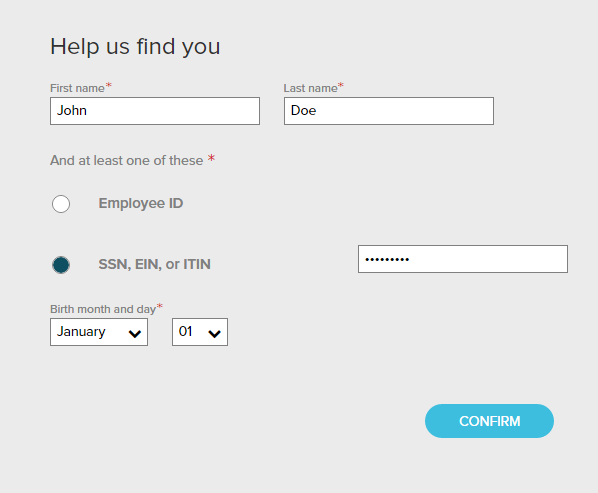 Help us find you
First name* Last name*
John Doe
And at least one of these *
Employee ID
SSN, EIN, or ITIN •••••••••
Birth month and day*
January 01
CONFIRM